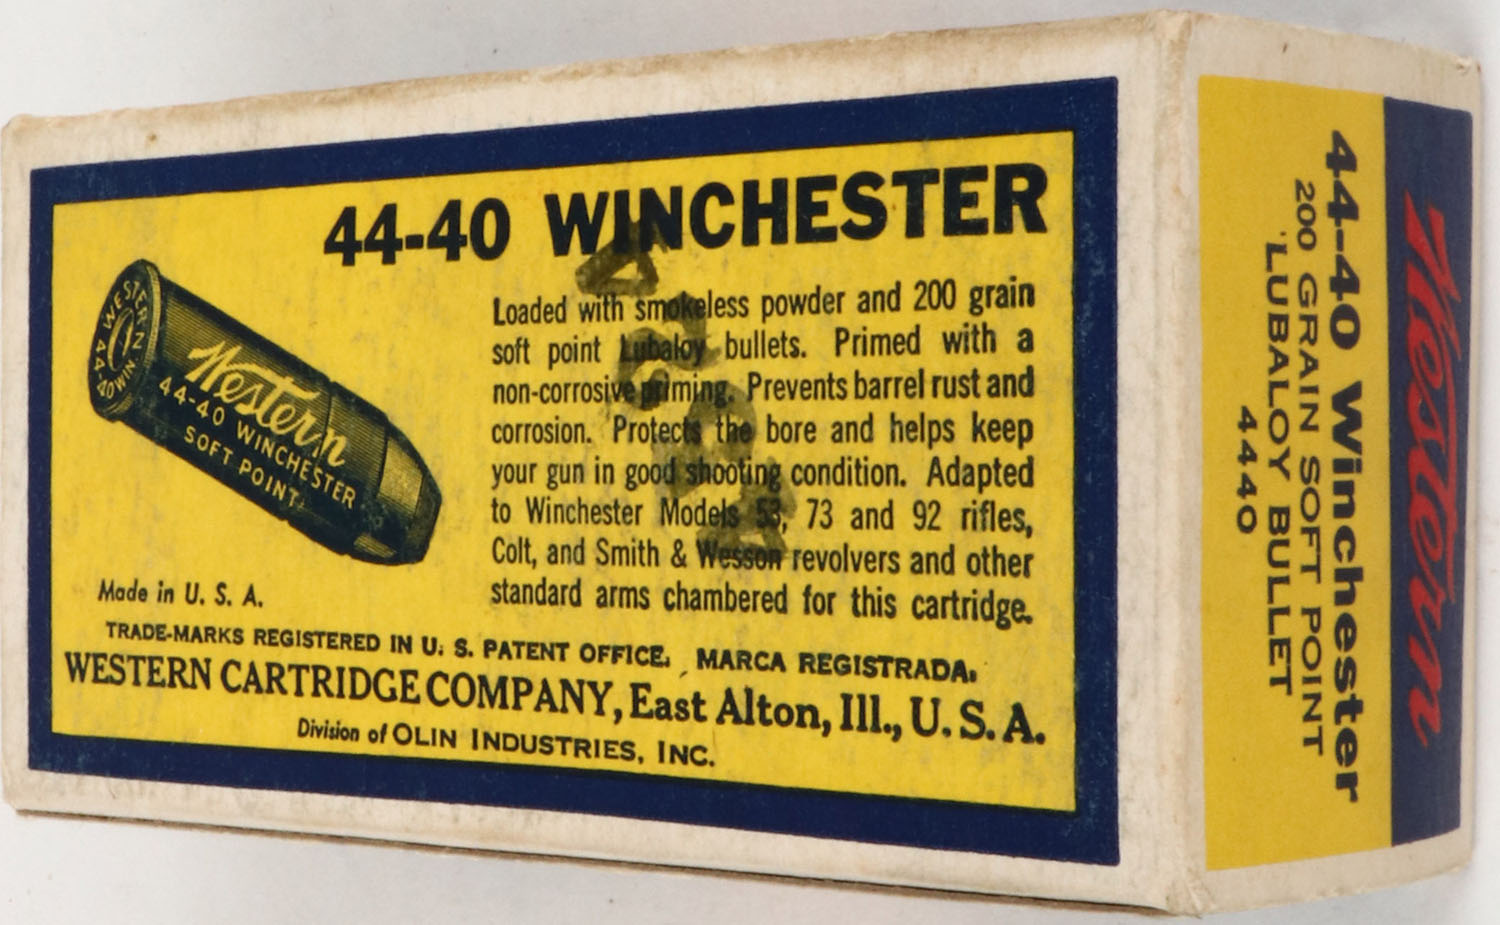 44-40 WINCHESTER
Loaded with smokeless powder and 200 grain
soft point Lubaloy bullets. Primed with a
non-corrosive priming. Prevents barrel rust and
corrosion. Protects the bore and helps keep
your gun in good shooting condition. Adapted
to Winchester Models 53, 73 and 92 rifles,
Colt, and Smith & Wesson revolvers and other
standard arms chambered for this cartridge.
WESTERN
44-40 WIN.
Western
44-40 WINCHESTER
SOFT POINT
Made in U. S. A.
TRADE-MARKS REGISTERED IN U. S. PATENT OFFICE. MARCA REGISTRADA.
WESTERN CARTRIDGE COMPANY, East Alton, Ill., U. S. A.
Division of OLIN INDUSTRIES, INC.
Western
44-40 Winchester
200 GRAIN SOFT POINT
'LUBALOY BULLET
4440